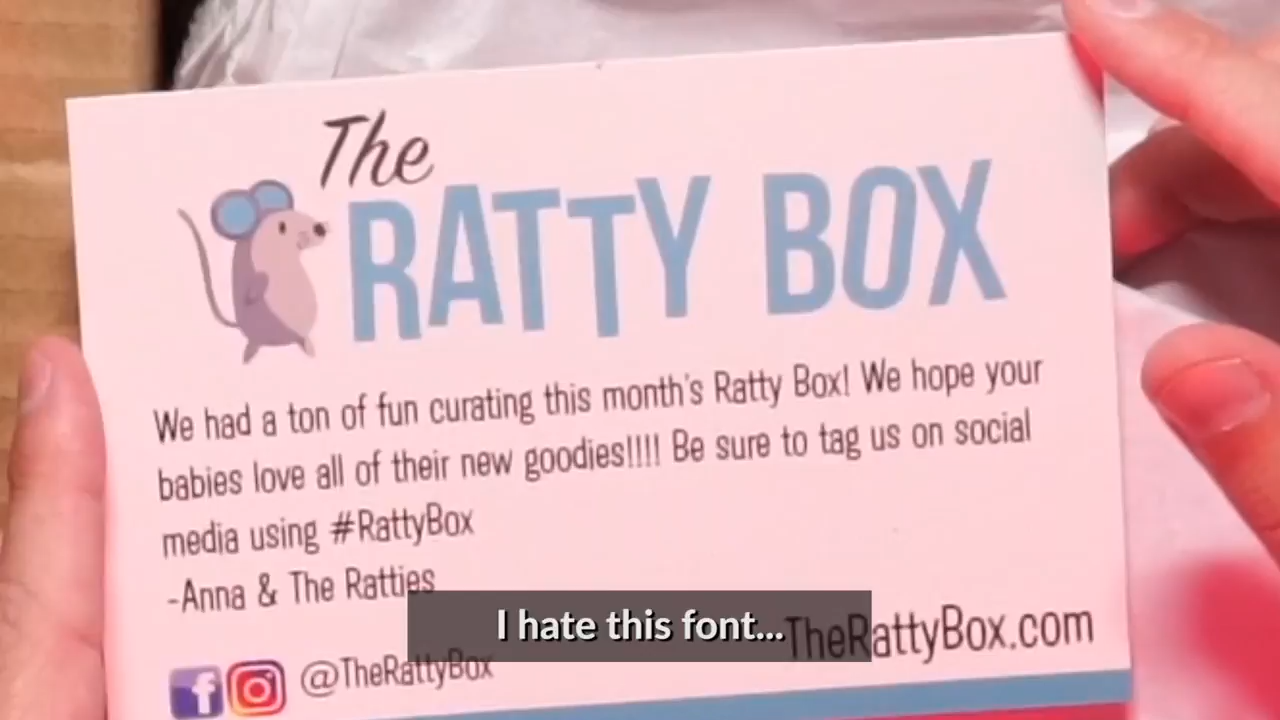 The
RATTY BOX
We had a ton of fun curating this month's Ratty Box! We hope your
babies love all of their new goodies!!!! Be sure to tag us on social
media using #RattyBox
-Anna & The Ratties
I hate this font...
TheRattyBox.com
@TheRattyBox